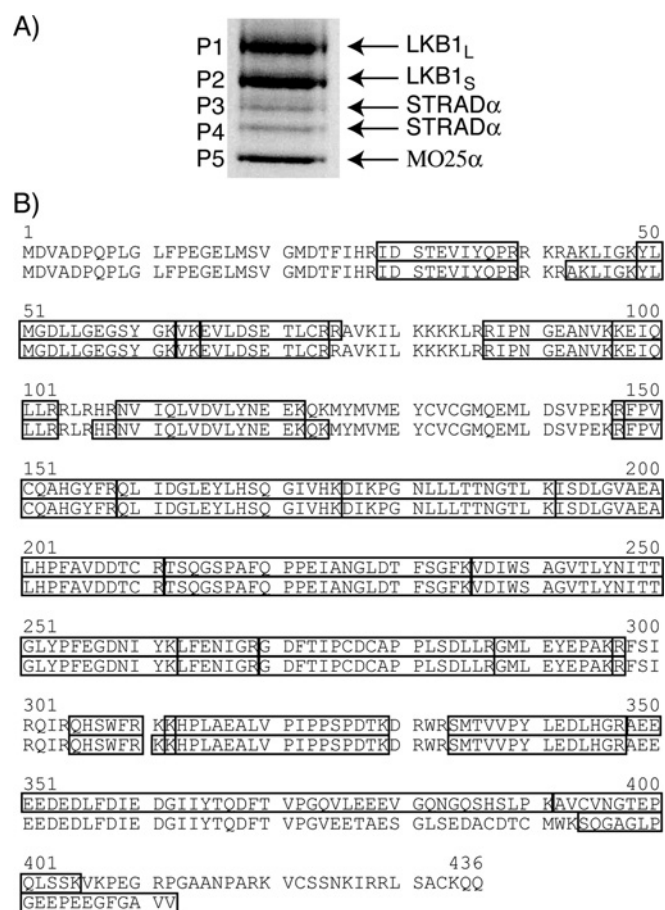 A)
P1 LKB1L
P2 LKB1S
P3 STRADα
P4 STRADα
P5 MO25α
B)
1 50
MDVADPQPLG LFPEGELMSV GMDTFIHRID STEVIYQPRR KRAKLIGKYL
MDVADPQPLG LFPEGELMSV GMDTFIHRID STEVIYQPRR KRAKLIGKYL
51 100
MGDLLGEGSY GKVKEVLDSE TLCRRAVKIL KKKKLRRIPN GEANVKKEIQ
MGDLLGEGSY GKVKEVLDSE TLCRRAVKIL KKKKLRRIPN GEANVKKEIQ
101 150
LLRRLRHRNV IQLVDVLYNE EKQKMYMVME YCVCGMQEML DSVPEKRFPV
LLRRLRHRNV IQLVDVLYNE EKQKMYMVME YCVCGMQEML DSVPEKRFPV
151 200
CQAHGYFRQL IDGLEYLHSQ GIVHKDIKPG NLLLTTNGTL KISDLGVAEA
CQAHGYFRQL IDGLEYLHSQ GIVHKDIKPG NLLLTTNGTL KISDLGVAEA
201 250
LHPFAVDDTC RTSQGSPAFQ PPEIANGLDT FSGFKVDIWS AGVTLYNITT
LHPFAVDDTC RTSQGSPAFQ PPEIANGLDT FSGFKVDIWS AGVTLYNITT
251 300
GLYPFEGDNI YKLFENIGRG DFTIPCDCAP PLSDLLRGML EYEPAKRFSI
GLYPFEGDNI YKLFENIGRG DFTIPCDCAP PLSDLLRGML EYEPAKRFSI
301 350
RQIRQHSWFR KKHPLAEALV PIPPSPDTKD RWRSMTVVPY LEDLHGRAEE
RQIRQHSWFR KKHPLAEALV PIPPSPDTKD RWRSMTVVPY LEDLHGRAEE
351 400
EEDEDLFDIE DGIIYTQDFT VPGQVLEEEV GQNGQSHSLP KAVCVNGTEP
EEDEDLFDIE DGIIYTQDFT VPGVEETAES GLSEDACDTC MWKSQGAGLP
401 436
QLSSKVKPEG RPGAANPARK VCSSNKIRRL SACKQQ
GEEPEEGFGA VV